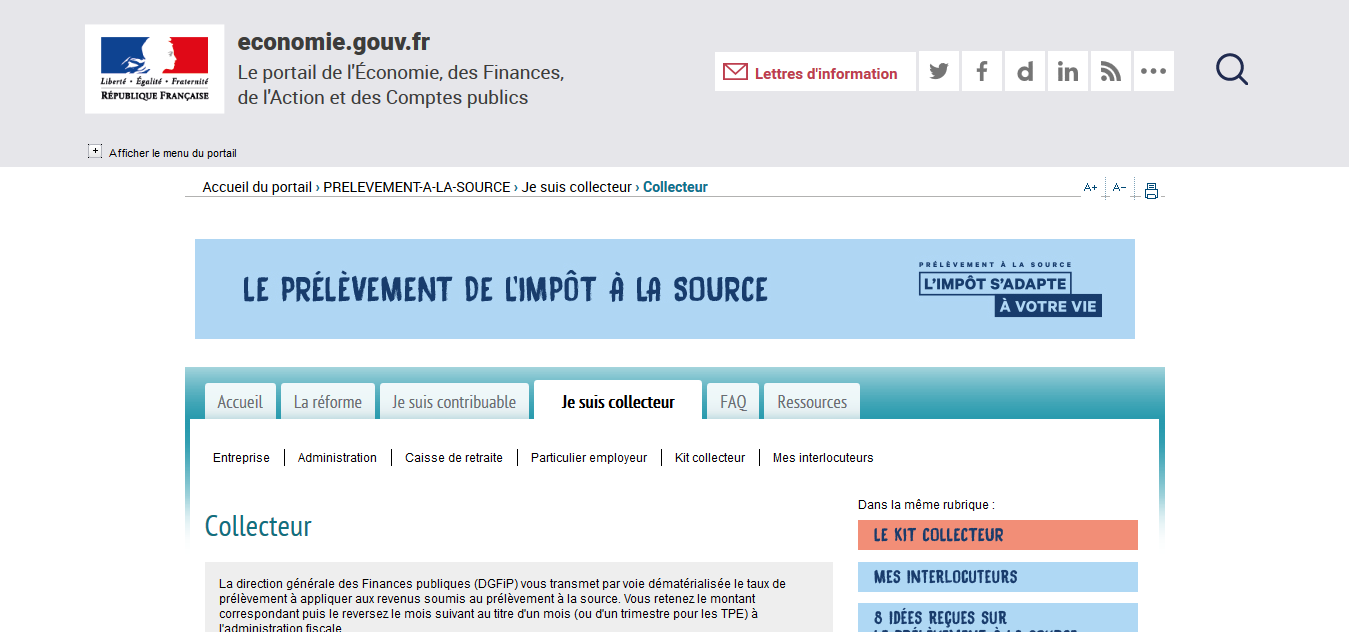 economie.gouv.fr
Le portail de l'Économie, des Finances,
de l'Action et des Comptes publics
Liberté • Égalité • Fraternité
RÉPUBLIQUE FRANÇAISE
Lettres d'information
Afficher le menu du portail
Accueil du portail › PRELEVEMENT-A-LA-SOURCE › Je suis collecteur › Collecteur
A+ A-
LE PRÉLÈVEMENT DE L'IMPÔT À LA SOURCE
PRÉLÈVEMENT À LA SOURCE
L'IMPÔT S'ADAPTE
À VOTRE VIE
Accueil La réforme Je suis contribuable Je suis collecteur FAQ Ressources
Entreprise Administration Caisse de retraite Particulier employeur Kit collecteur Mes interlocuteurs
Collecteur
La direction générale des Finances publiques (DGFiP) vous transmet par voie dématérialisée le taux de
prélèvement à appliquer aux revenus soumis au prélèvement à la source. Vous retenez le montant
correspondant puis le reversez le mois suivant au titre d'un mois (ou d'un trimestre pour les TPE) à
l'administration fiscale
Dans la même rubrique :
LE KIT COLLECTEUR
MES INTERLOCUTEURS
8 IDÉES REÇUES SUR
LE PRÉLÈVEMENT À LA SOURCE